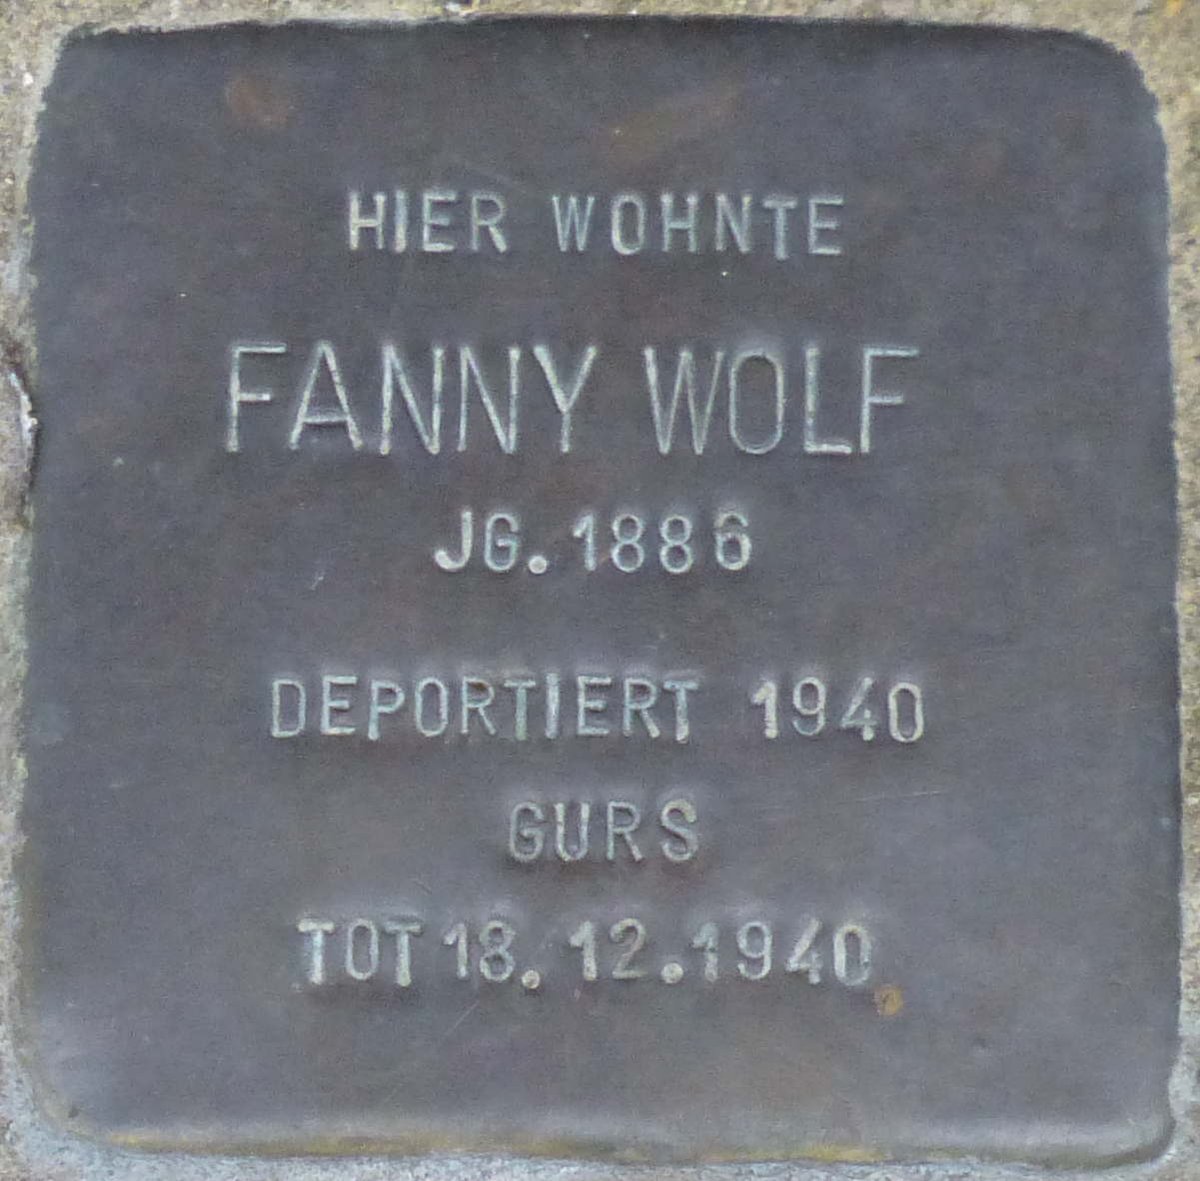 HIER WOHNTE
FANNY WOLF
JG. 1886
DEPORTIERT 1940
GURS
TOT 18.12.1940